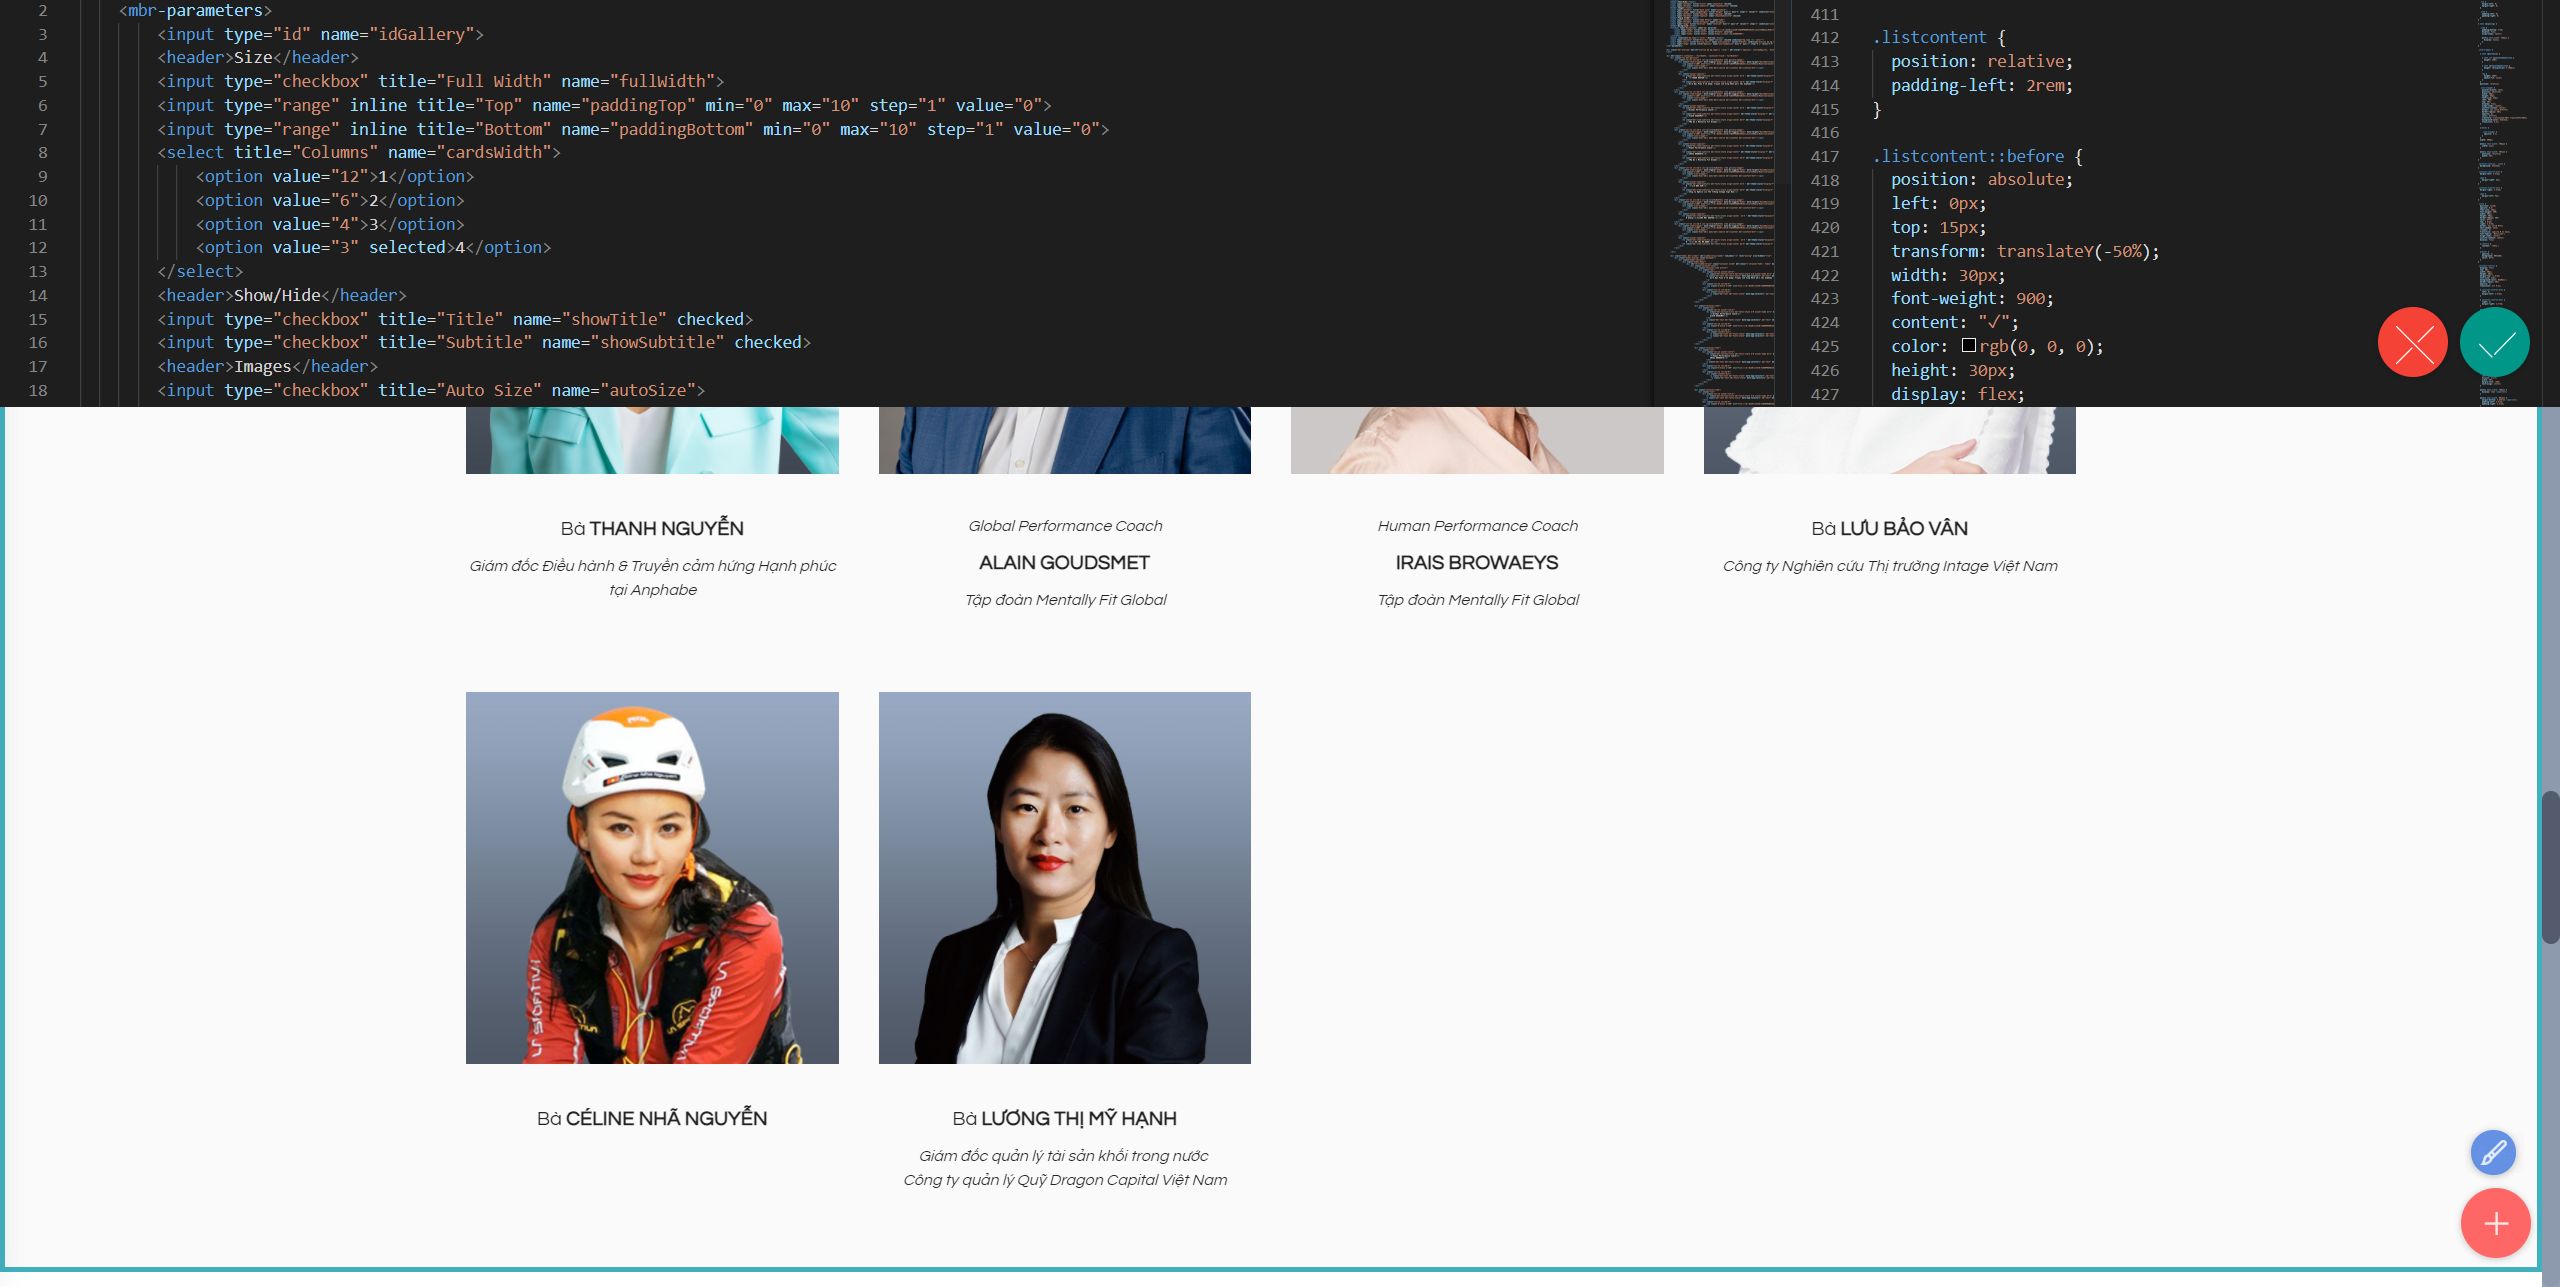 2 <mbr-parameters>
3 <input type="id" name="idGallery">
4 <header>Size</header>
5 <input type="checkbox" title="Full Width" name="fullWidth">
6 <input type="range" inline title="Top" name="paddingTop" min="0" max="10" step="1" value="0">
7 <input type="range" inline title="Bottom" name="paddingBottom" min="0" max="10" step="1" value="0">
8 <select title="Columns" name="cardsWidth">
9 <option value="12">1</option>
10 <option value="6">2</option>
11 <option value="4">3</option>
12 <option value="3" selected>4</option>
13 </select>
14 <header>Show/Hide</header>
15 <input type="checkbox" title="Title" name="showTitle" checked>
16 <input type="checkbox" title="Subtitle" name="showSubtitle" checked>
17 <header>Images</header>
18 <input type="checkbox" title="Auto Size" name="autoSize">
411
412 .listcontent {
413 position: relative;
414 padding-left: 2rem;
415 }
416
417 .listcontent::before {
418 position: absolute;
419 left: 0px;
420 top: 15px;
421 transform: translateY(-50%);
422 width: 30px;
423 font-weight: 900;
424 content: "✓";
425 color: rgb(0, 0, 0);
426 height: 30px;
427 display: flex;
Bà THANH NGUYỄN
Giám đốc Điều hành & Truyền cảm hứng Hạnh phúc
tại Anphabe
Global Performance Coach
ALAIN GOUDSMET
Tập đoàn Mentally Fit Global
Human Performance Coach
IRAIS BROWAEYS
Tập đoàn Mentally Fit Global
Bà LƯU BẢO VÂN
Công ty Nghiên cứu Thị trường Intage Việt Nam
Bà CÉLINE NHÃ NGUYỄN
Bà LƯƠNG THỊ MỸ HẠNH
Giám đốc quản lý tài sản khối trong nước
Công ty quản lý Quỹ Dragon Capital Việt Nam